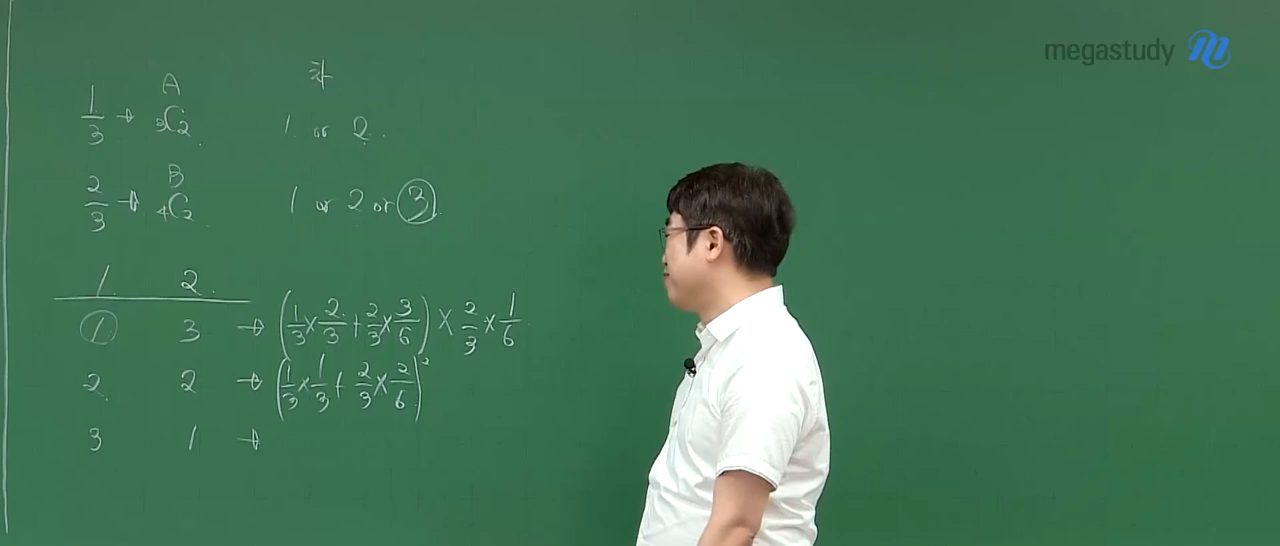 megastudy
A 차
1/3 → ₃C₂ 1 or 2
B
2/3 → ₄C₂ 1 or 2 or 3
1 2
1 3 → (1/3 × 2/3 + 2/3 × 3/6) × 2/3 × 1/6
2 2 → (1/3 × 1/3 + 2/3 × 2/6)²
3 1 →